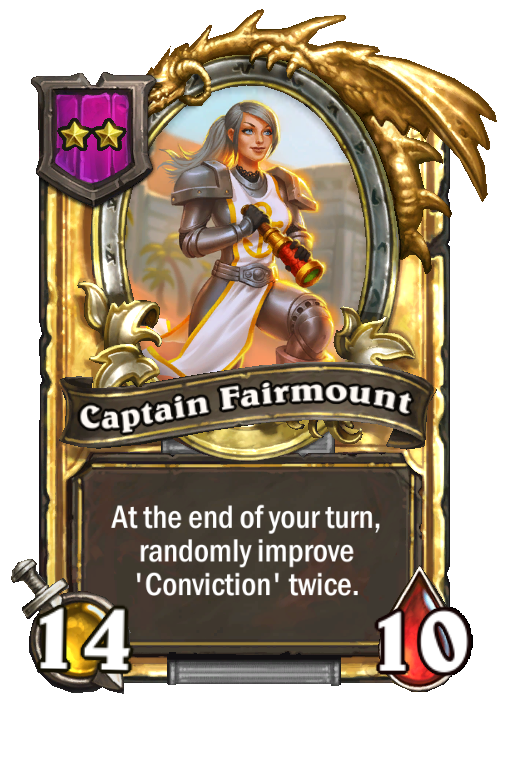 Captain Fairmount
At the end of your turn,
randomly improve
'Conviction' twice.
14
10